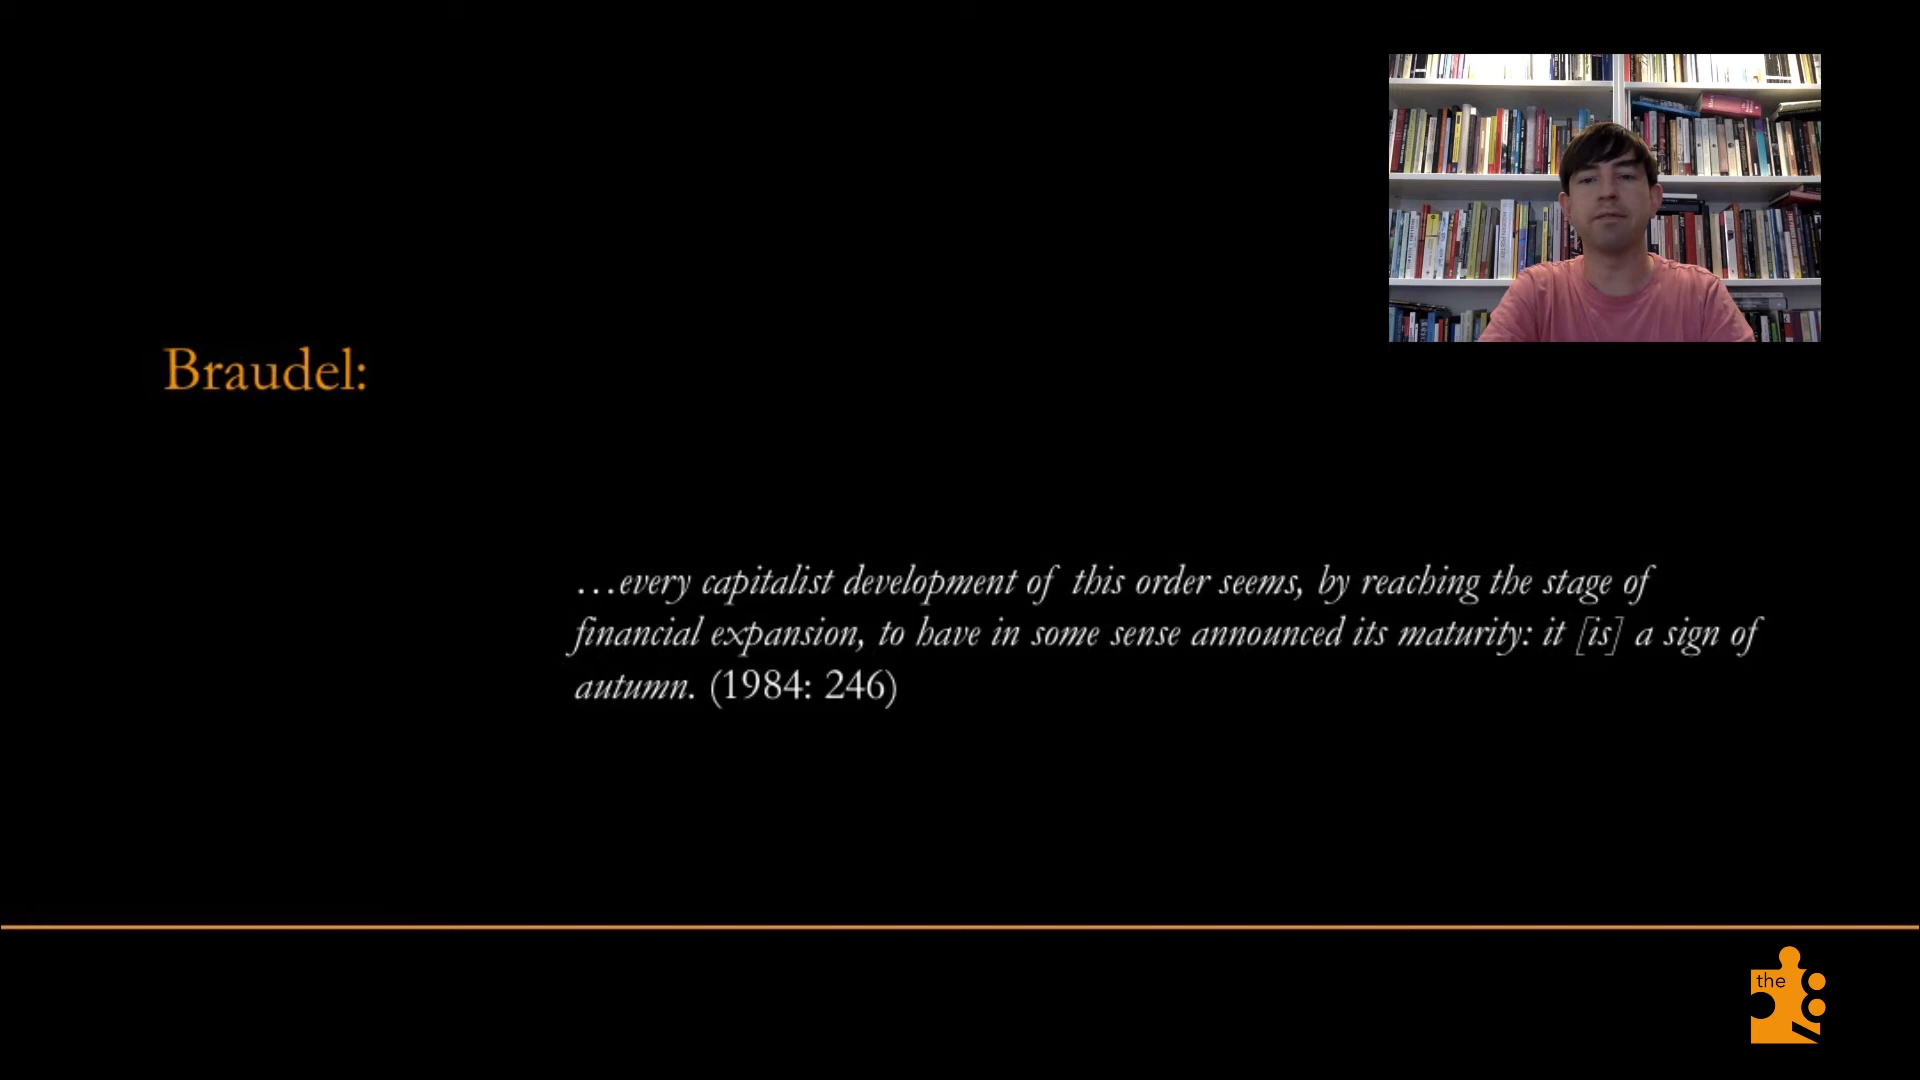 Braudel:
…every capitalist development of this order seems, by reaching the stage of
financial expansion, to have in some sense announced its maturity: it [is] a sign of
autumn. (1984: 246)
the